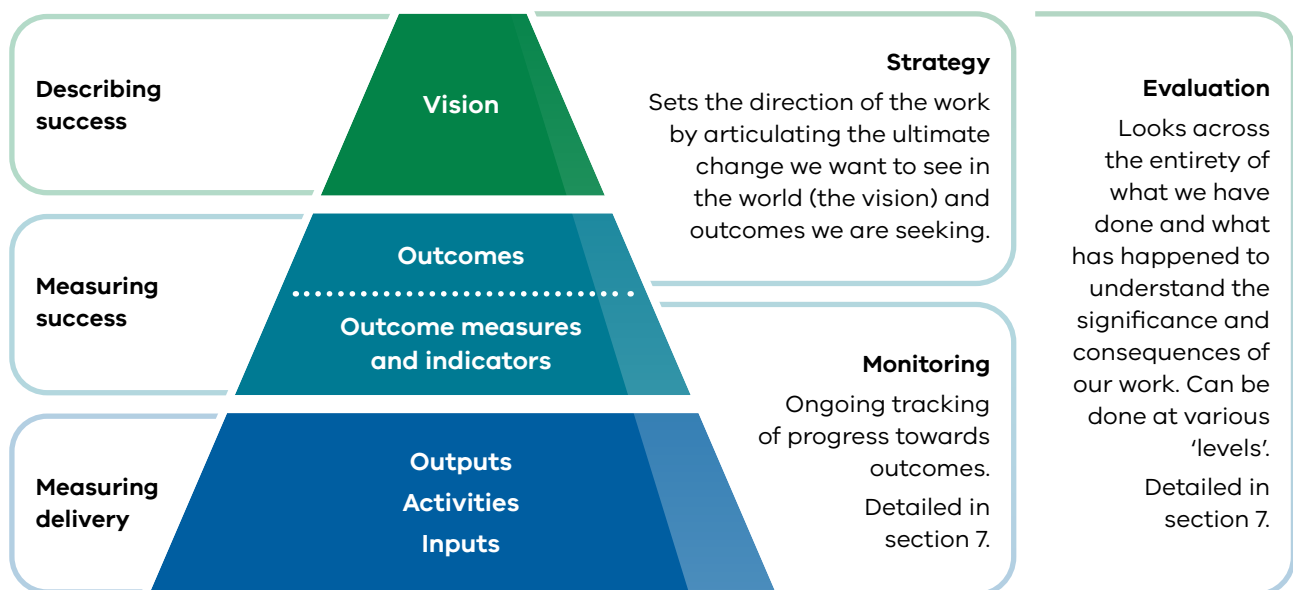 Describing
success
Vision
Strategy
Sets the direction of the work
by articulating the ultimate
change we want to see in
the world (the vision) and
outcomes we are seeking.
Measuring
success
Outcomes
Outcome measures
and indicators
Monitoring
Ongoing tracking
of progress towards
outcomes.
Detailed in
section 7.
Measuring
delivery
Outputs
Activities
Inputs
Evaluation
Looks across
the entirety of
what we have
done and what
has happened to
understand the
significance and
consequences of
our work. Can be
done at various
‘levels’.
Detailed in
section 7.